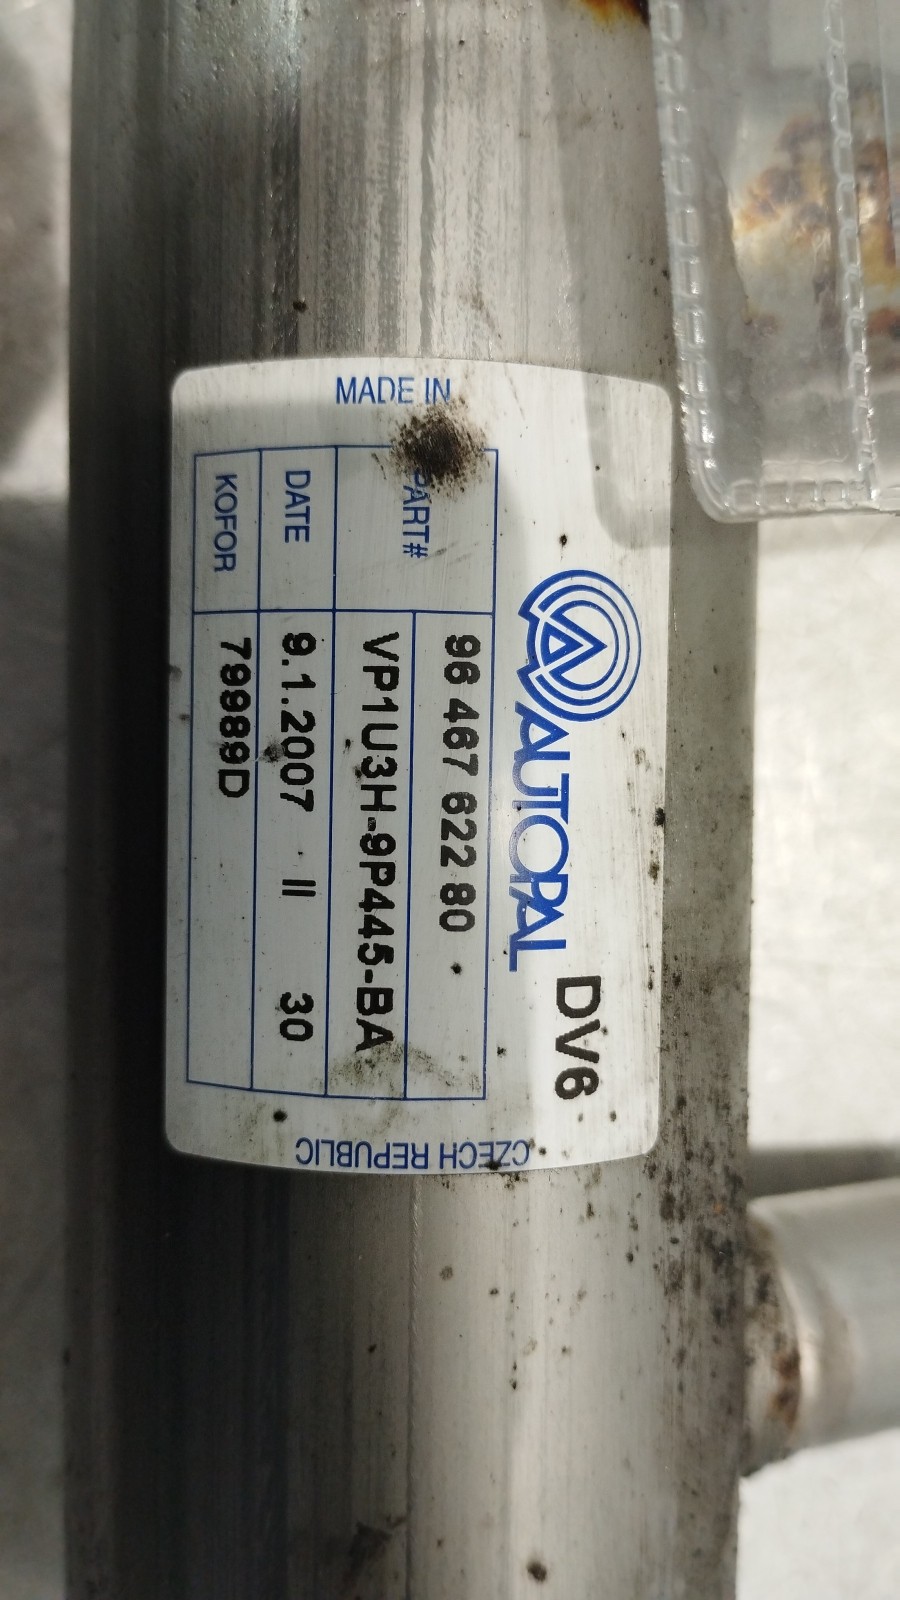 AUTOPAL DV6
MADE IN
PART# 96 467 622 80
VP1U3H-9P445-BA
DATE 9.1.2007 II 30
KOFOR 79989D
CZECH REPUBLIC